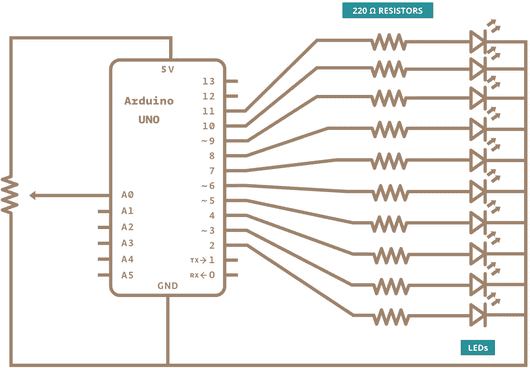 220 Ω RESISTORS
5V
Arduino
UNO
13
12
11
10
~9
8
7
~6
~5
4
~3
2
TX→1
RX←0
A0
A1
A2
A3
A4
A5
GND
LEDs